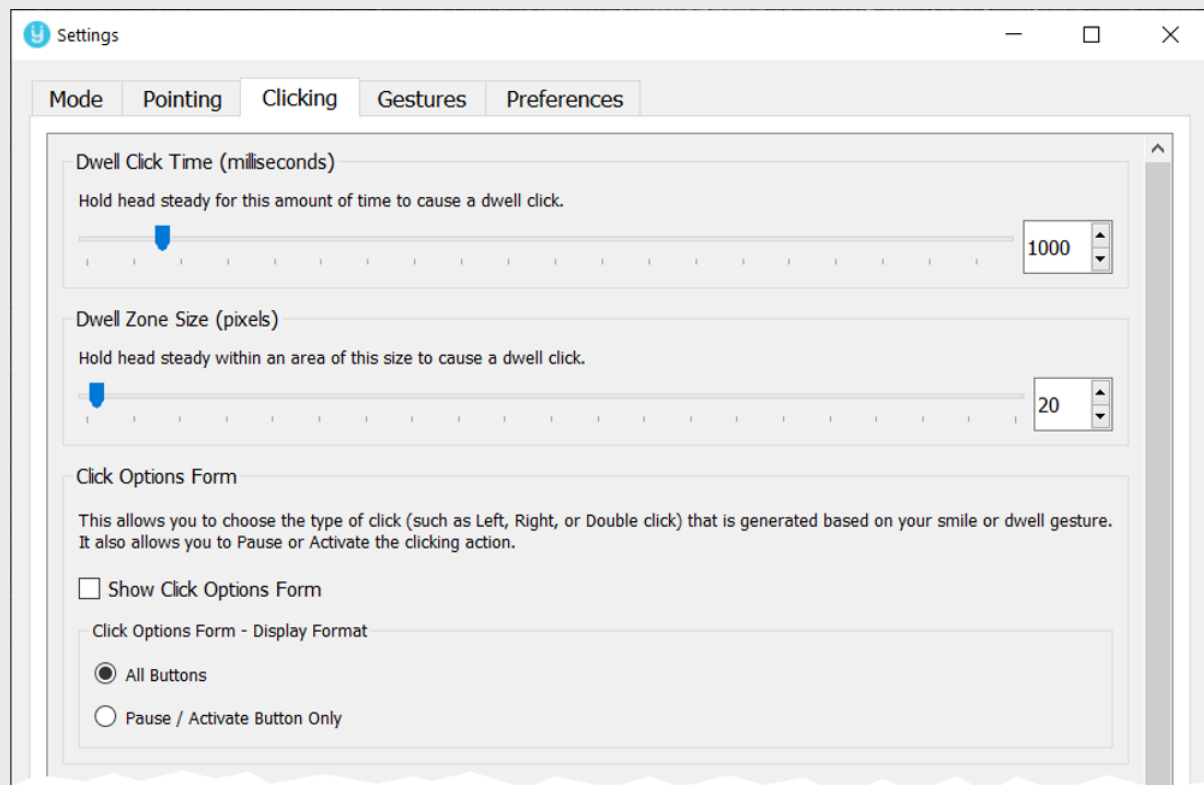 Settings
Mode Pointing Clicking Gestures Preferences
Dwell Click Time (milliseconds)
Hold head steady for this amount of time to cause a dwell click.
1000
Dwell Zone Size (pixels)
Hold head steady within an area of this size to cause a dwell click.
20
Click Options Form
This allows you to choose the type of click (such as Left, Right, or Double click) that is generated based on your smile or dwell gesture.
It also allows you to Pause or Activate the clicking action.
Show Click Options Form
Click Options Form - Display Format
All Buttons
Pause / Activate Button Only